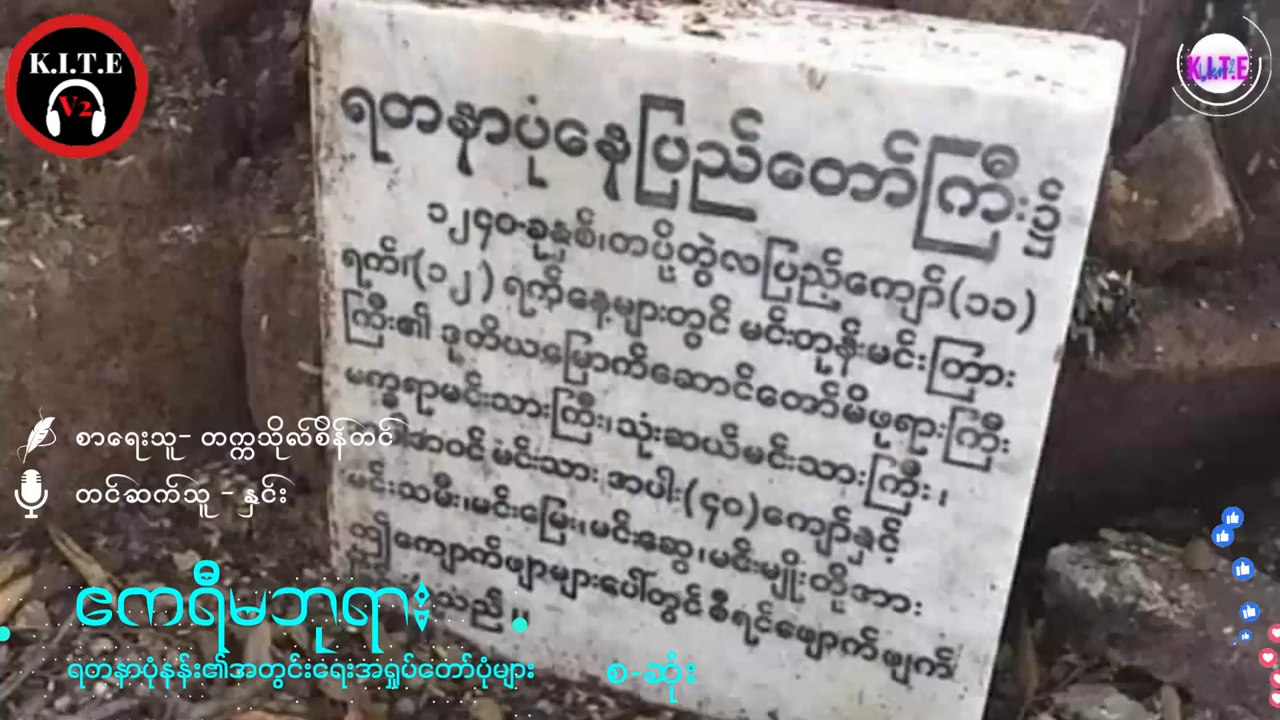 K.I.T.E
V2
K.I.T.E
ရတနာပုံနေပြည်တော်ကြီး၌
၁၂၄၀-ခုနှစ်၊တပို့တွဲလပြည့်ကျော်(၁၁)
ရက်၊(၁၂) ရက်နေ့များတွင် မင်းတုန်းမင်းတြား
ကြီး၏ ဒုတိယမြောက်ဆောင်တော်မိဖုရားကြီး
မက္ခရာမင်းသားကြီး၊သုံးဆယ်မင်းသားကြီး၊
အဝင် မင်းသား အပါး(၄၀)ကျော်နှင့်
မင်းသမီး၊မင်းမြေး၊မင်းဆွေ၊မင်းမျိုးတို့အား
ဤကျောက်ဖျာများပေါ်တွင် စီရင်ဖျောက်ဖျက်
သည်။
စာရေးသူ- တက္ကသိုလ်စိန်တင်
တင်ဆက်သူ - နှင်း
ဧကရီမဘုရား
ရတနာပုံနန်း၏အတွင်းရေးအရှုပ်တော်ပုံများ
စ-ဆုံး